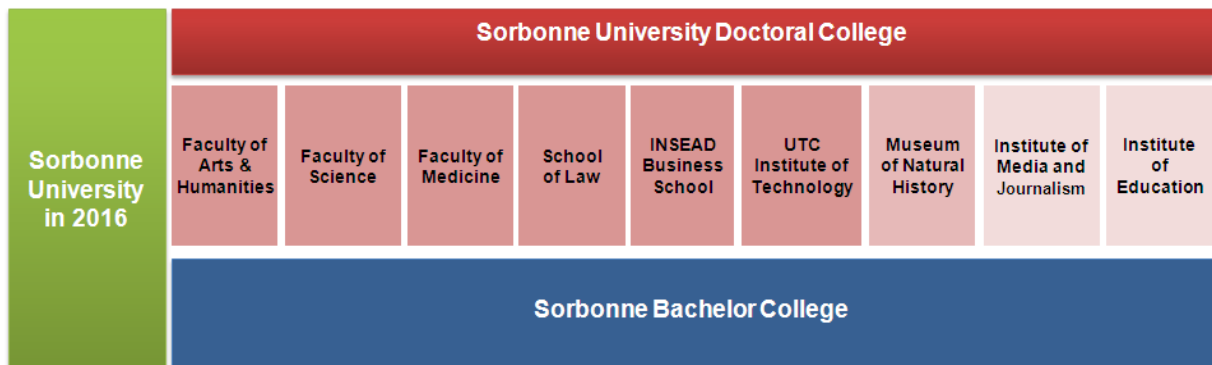 Sorbonne
University
in 2016
Sorbonne University Doctoral College
Faculty of
Arts &
Humanities
Faculty of
Science
Faculty of
Medicine
School
of Law
INSEAD
Business
School
UTC
Institute of
Technology
Museum
of Natural
History
Institute of
Media and
Journalism
Institute
of
Education
Sorbonne Bachelor College